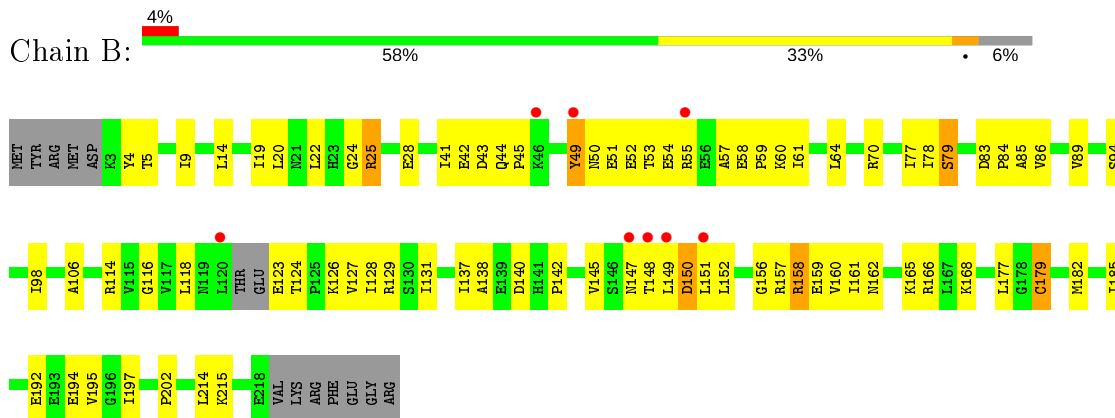 4%
Chain B:
58% 33% 6%
MET TYR ARG MET ASP K3 Y4 T5 I9 L14 I19 L20 N21 L22 H23 G24 R25 E28 I41 E42 D43 Q44 P45 K46 Y49 N50 E51 E52 T53 E54 R55 E56 A57 E58 P59 K60 I61 L64 R70 I77 I78 S79 D83 P84 A85 V86 V89
I98 A106 R114 V115 G116 V117 L118 N119 L120 THR GLU E123 T124 P125 K126 V127 I128 R129 S130 I131 I137 A138 E139 D140 H141 P142 V145 S146 N147 T148 L149 D150 L151 L152 G156 R157 R158 E159 V160 I161 N162 K165 R166 L167 K168 L177 G178 C179 M182
E192 E193 E194 V195 G196 I197 P202 L214 K215 E218 VAL LYS ARG PHE GLU GLY ARG